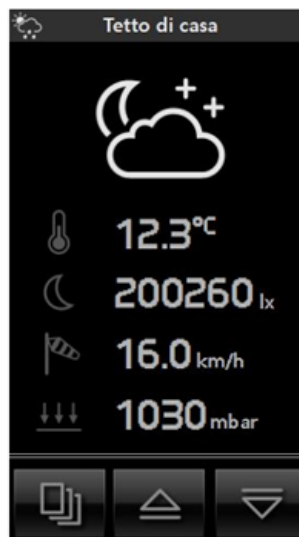 Tetto di casa
12.3°C
200260 lx
16.0 km/h
1030 mbar